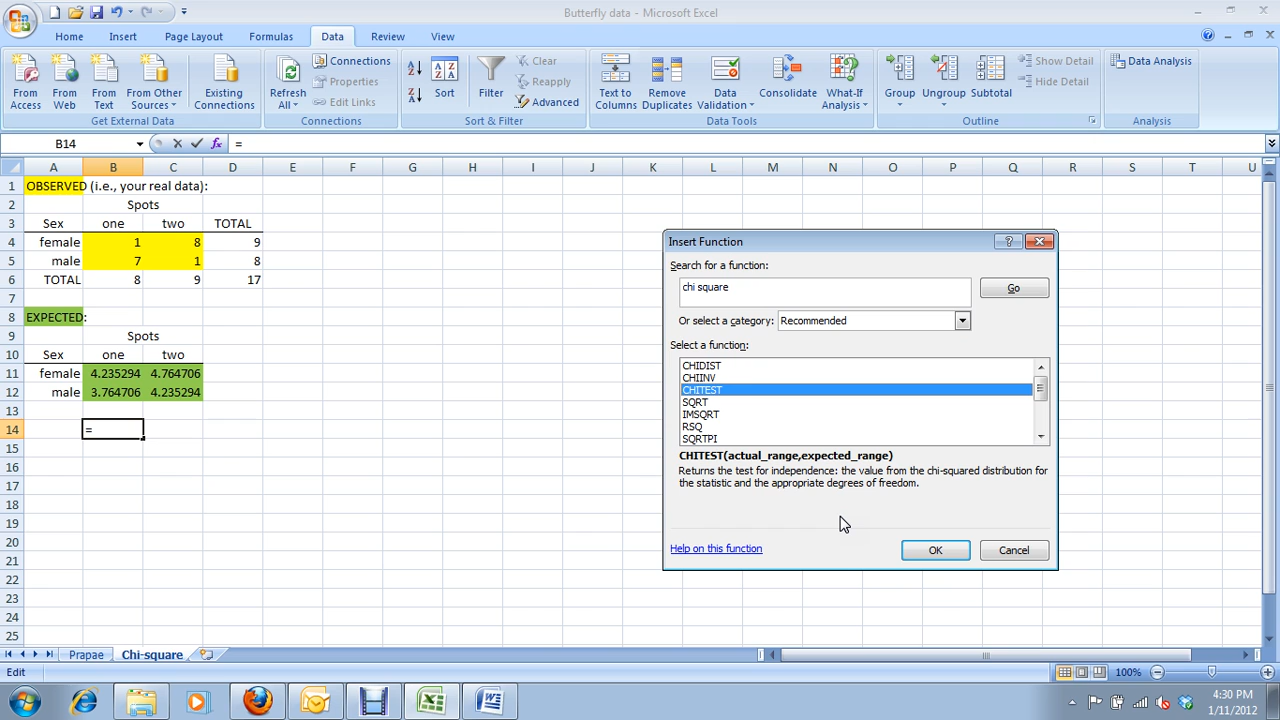 Butterfly data - Microsoft Excel
Home Insert Page Layout Formulas Data Review View
From Access
From Web
From Text
From Other Sources
Existing Connections
Get External Data
Refresh All
Connections
Properties
Edit Links
Connections
Sort
Filter
Clear
Reapply
Advanced
Sort & Filter
Text to Columns
Remove Duplicates
Data Validation
Consolidate
What-If Analysis
Data Tools
Group
Ungroup
Subtotal
Show Detail
Hide Detail
Outline
Data Analysis
Analysis
B14 fx =
A B C D E F G H I J K L M N O P Q R S T U
1 OBSERVED (i.e., your real data):
2 Spots
3 Sex one two TOTAL
4 female 1 8 9
5 male 7 1 8
6 TOTAL 8 9 17
7
8 EXPECTED:
9 Spots
10 Sex one two
11 female 4.235294 4.764706
12 male 3.764706 4.235294
13
14 =
15
16
17
18
19
20
21
22
23
24
25
Insert Function
?
Search for a function:
chi square
Go
Or select a category: Recommended
Select a function:
CHIDIST
CHIINV
CHITEST
SQRT
IMSQRT
RSQ
SQRTPI
CHITEST(actual_range,expected_range)
Returns the test for independence: the value from the chi-squared distribution for
the statistic and the appropriate degrees of freedom.
Help on this function
OK
Cancel
Prapae Chi-square
Edit
100%
4:30 PM
1/11/2012